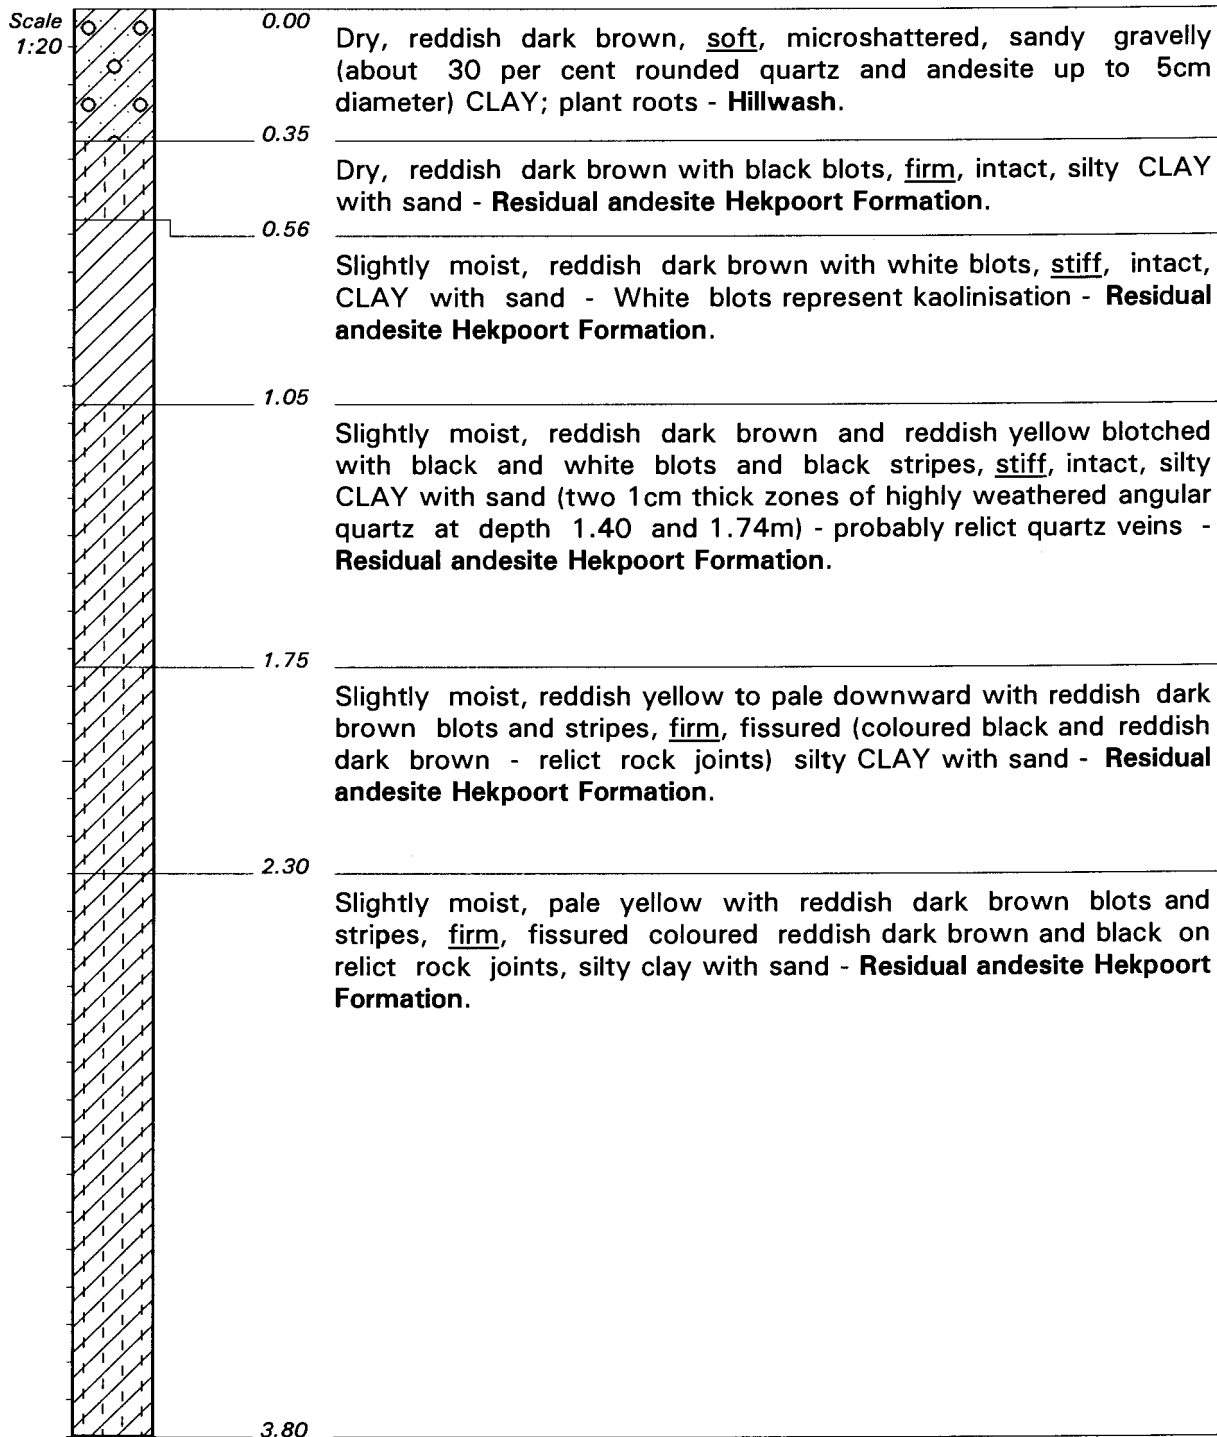 Scale
1:20
0.00
Dry, reddish dark brown, soft, microshattered, sandy gravelly
(about 30 per cent rounded quartz and andesite up to 5cm
diameter) CLAY; plant roots - Hillwash.
0.35
Dry, reddish dark brown with black blots, firm, intact, silty CLAY
with sand - Residual andesite Hekpoort Formation.
0.56
Slightly moist, reddish dark brown with white blots, stiff, intact,
CLAY with sand - White blots represent kaolinisation - Residual
andesite Hekpoort Formation.
1.05
Slightly moist, reddish dark brown and reddish yellow blotched
with black and white blots and black stripes, stiff, intact, silty
CLAY with sand (two 1cm thick zones of highly weathered angular
quartz at depth 1.40 and 1.74m) - probably relict quartz veins -
Residual andesite Hekpoort Formation.
1.75
Slightly moist, reddish yellow to pale downward with reddish dark
brown blots and stripes, firm, fissured (coloured black and reddish
dark brown - relict rock joints) silty CLAY with sand - Residual
andesite Hekpoort Formation.
2.30
Slightly moist, pale yellow with reddish dark brown blots and
stripes, firm, fissured coloured reddish dark brown and black on
relict rock joints, silty clay with sand - Residual andesite Hekpoort
Formation.
3.80